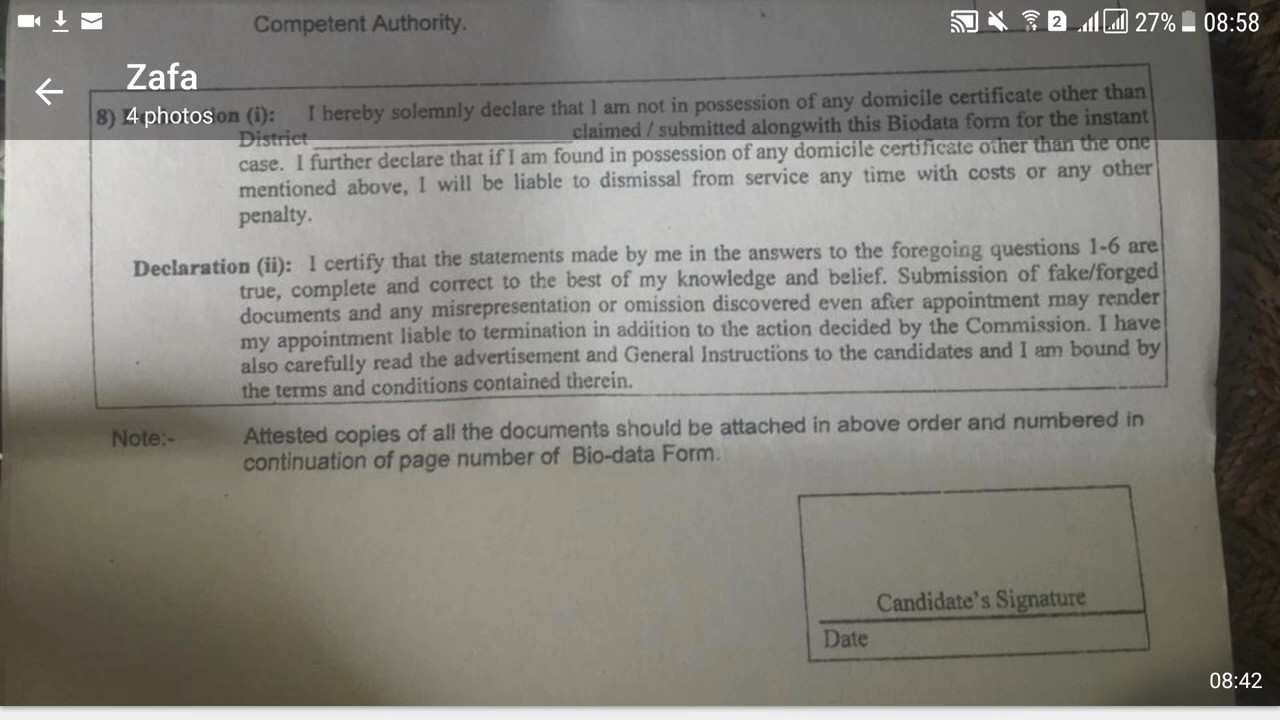 Competent Authority.
27% 08:58
2
Zafa
4 photos
8) on (i): I hereby solemnly declare that I am not in possession of any domicile certificate other than
District claimed / submitted alongwith this Biodata form for the instant
case. I further declare that if I am found in possession of any domicile certificate other than the one
mentioned above, I will be liable to dismissal from service any time with costs or any other
penalty.
Declaration (ii): I certify that the statements made by me in the answers to the foregoing questions 1-6 are
true, complete and correct to the best of my knowledge and belief. Submission of fake/forged
documents and any misrepresentation or omission discovered even after appointment may render
my appointment liable to termination in addition to the action decided by the Commission. I have
also carefully read the advertisement and General Instructions to the candidates and I am bound by
the terms and conditions contained therein.
Note:- Attested copies of all the documents should be attached in above order and numbered in
continuation of page number of Bio-data Form.
Candidate's Signature
Date
08:42